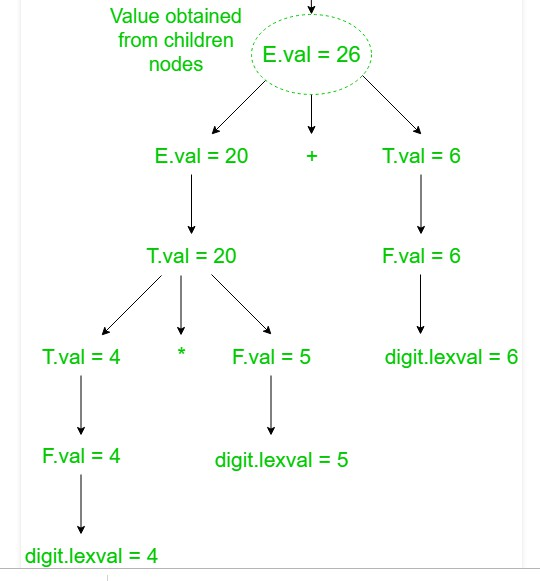 Value obtained
from children
nodes
E.val = 26
E.val = 20
+
T.val = 6
T.val = 20
F.val = 6
T.val = 4
*
F.val = 5
digit.lexval = 6
F.val = 4
digit.lexval = 5
digit.lexval = 4